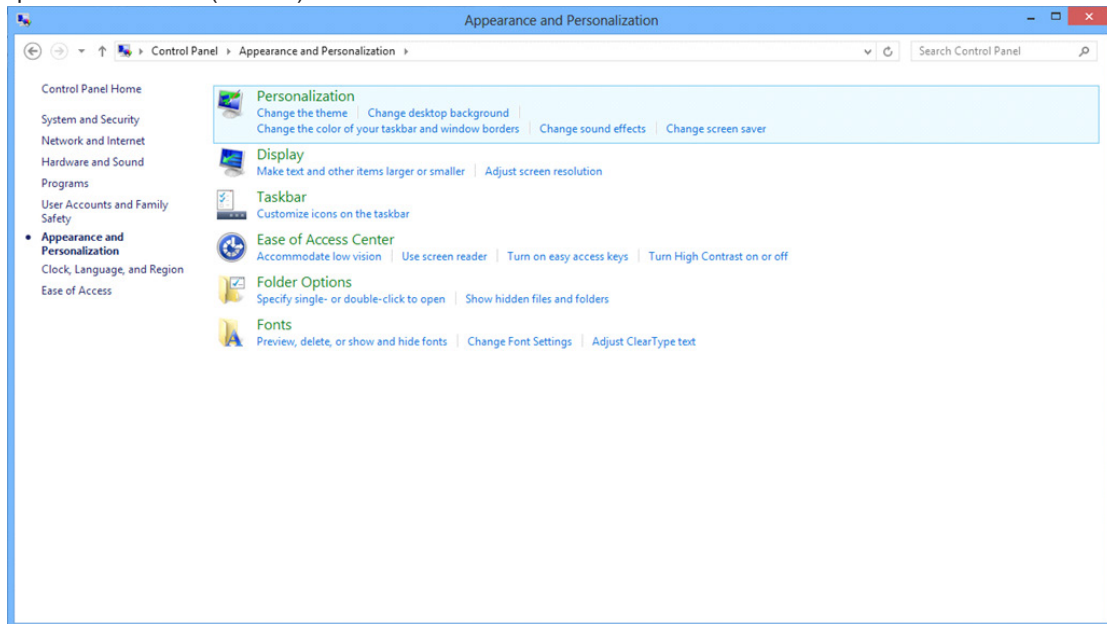 Appearance and Personalization
Control Panel Appearance and Personalization
Search Control Panel
Control Panel Home
System and Security
Network and Internet
Hardware and Sound
Programs
User Accounts and Family
Safety
Appearance and
Personalization
Clock, Language, and Region
Ease of Access
Personalization
Change the theme Change desktop background
Change the color of your taskbar and window borders Change sound effects Change screen saver
Display
Make text and other items larger or smaller Adjust screen resolution
Taskbar
Customize icons on the taskbar
Ease of Access Center
Accommodate low vision Use screen reader Turn on easy access keys Turn High Contrast on or off
Folder Options
Specify single- or double-click to open Show hidden files and folders
Fonts
Preview, delete, or show and hide fonts Change Font Settings Adjust ClearType text